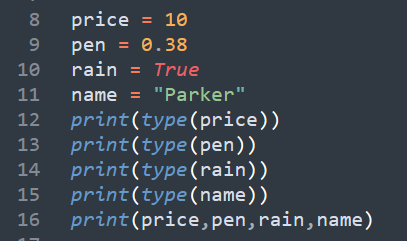 8 price = 10
9 pen = 0.38
10 rain = True
11 name = "Parker"
12 print(type(price))
13 print(type(pen))
14 print(type(rain))
15 print(type(name))
16 print(price,pen,rain,name)